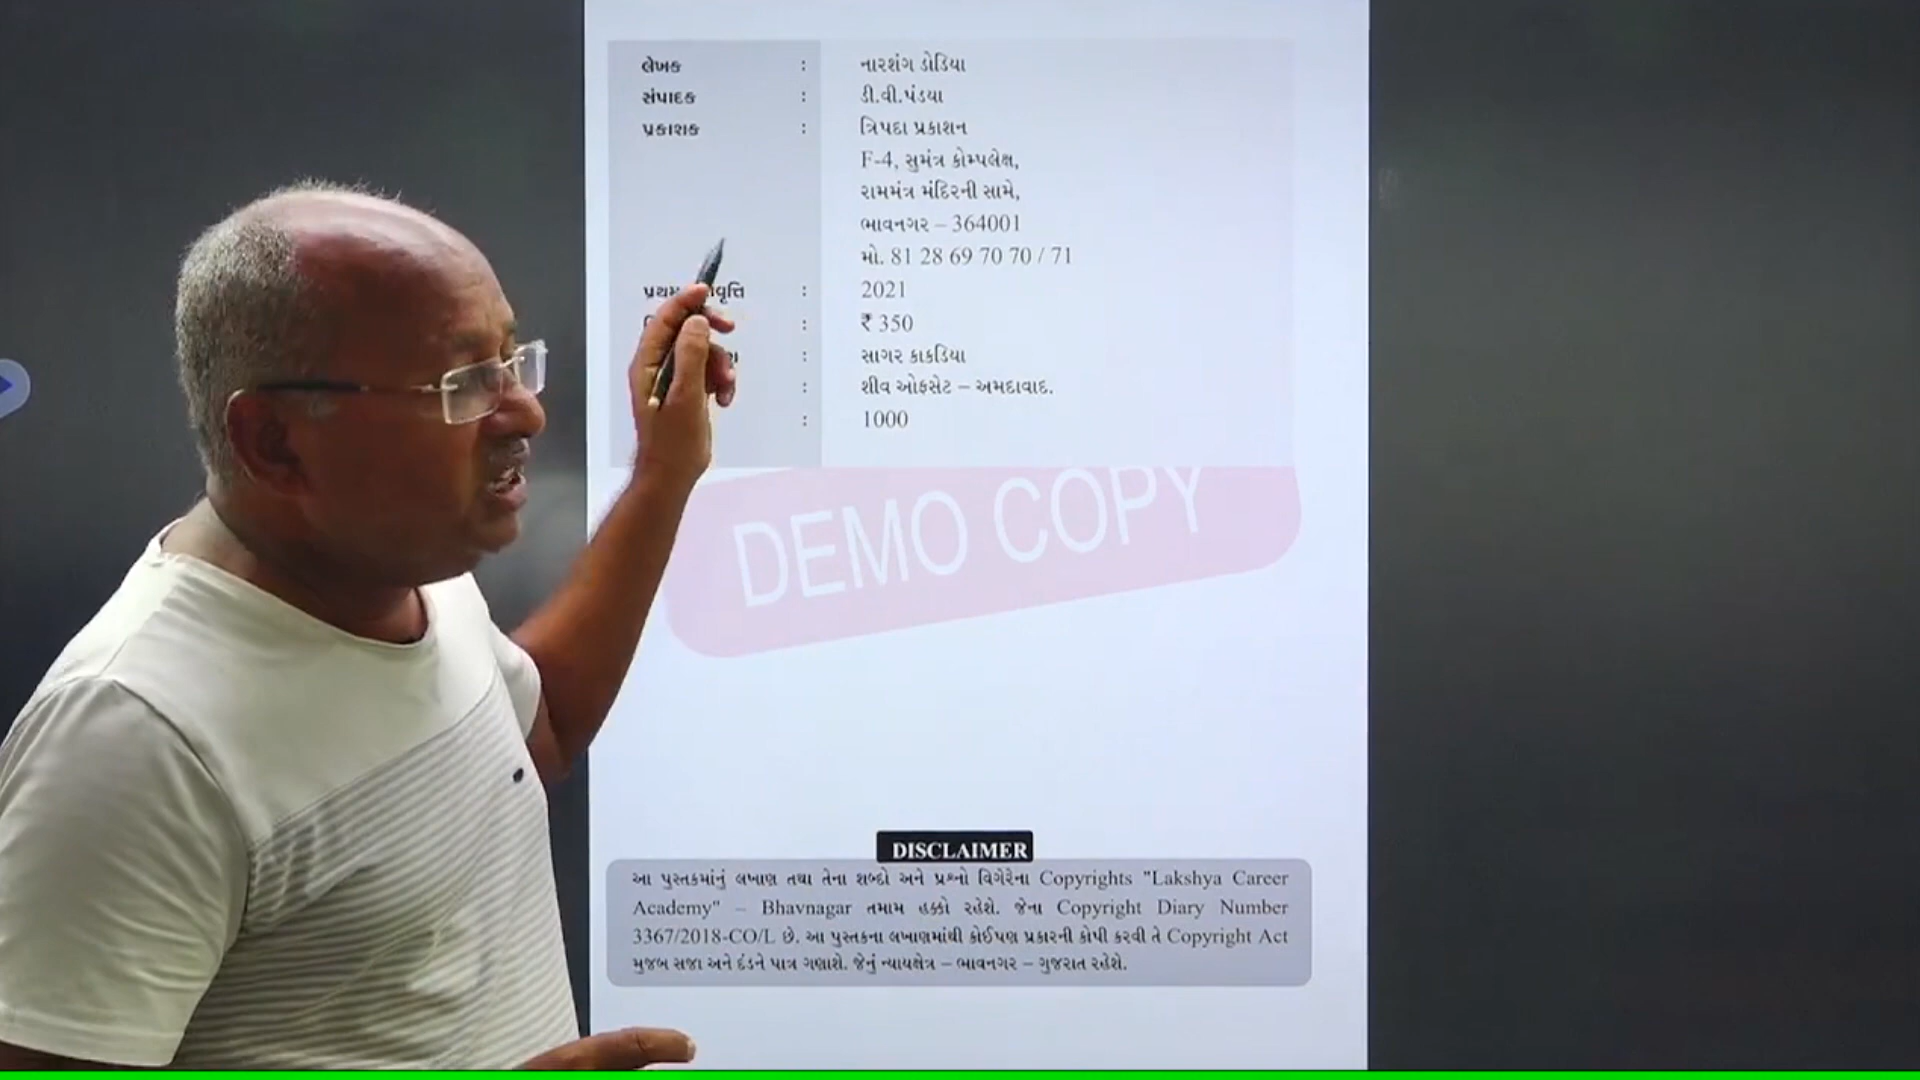 લેખક : નારશંગ ડોડિયા
સંપાદક : ડી.વી.પંડયા
પ્રકાશક : ત્રિપદા પ્રકાશન
F-4, સુમંત્ર કોમ્પલેક્ષ,
રામમંત્ર મંદિરની સામે,
ભાવનગર – 364001
મો. 81 28 69 70 70 / 71
: 2021
: ₹ 350
: સાગર કાકડિયા
: શીવ ઓફસેટ – અમદાવાદ.
: 1000
DEMO COPY
DISCLAIMER
આ પુસ્તકમાંનું લખાણ તથા તેના શબ્દો અને પ્રશ્નો વિગેરેના Copyrights "Lakshya Career
Academy" – Bhavnagar તમામ હક્કો રહેશે. જેના Copyright Diary Number
3367/2018-CO/L છે. આ પુસ્તકના લખાણમાંથી કોઈપણ પ્રકારની કોપી કરવી તે Copyright Act
મુજબ સજા અને દંડને પાત્ર ગણાશે. જેનું ન્યાયક્ષેત્ર – ભાવનગર – ગુજરાત રહેશે.